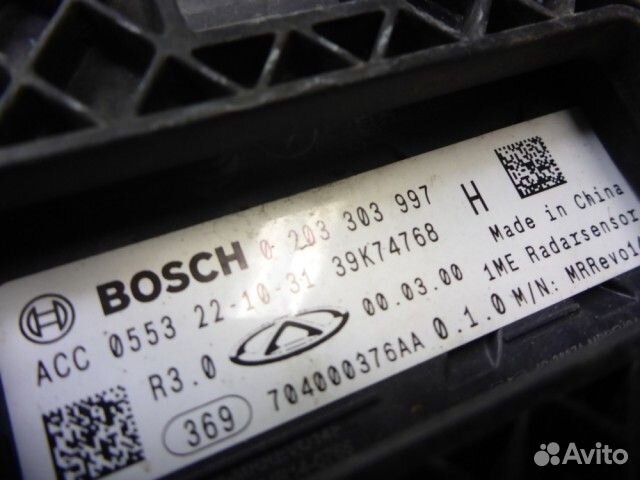 BOSCH 0 203 303 997 H
ACC 0553 22-10-31 39K74768 Made in China
R3.0 00.03.00 1ME Radarsensor
369 704000376AA 0.1.0 M/N: MRRevo14
Avito